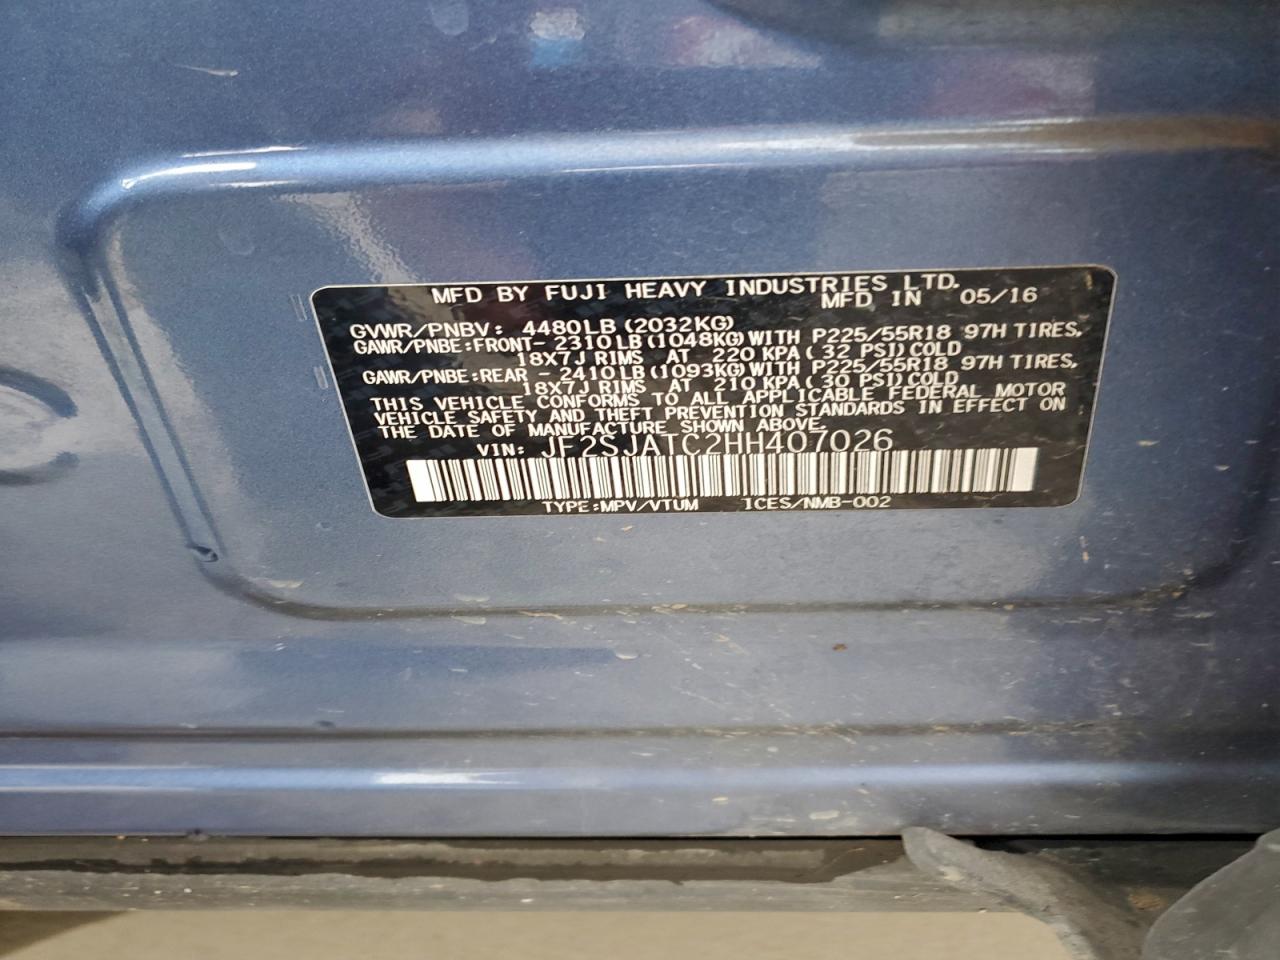 MFD BY FUJI HEAVY INDUSTRIES LTD.
MFD IN 05/16
GVWR/PNBV: 4480LB (2032KG)
GAWR/PNBE:FRONT- 2310LB(1048KG)WITH P225/55R18 97H TIRES,
18X7J RIMS AT 220 KPA( 32 PSI)COLD
GAWR/PNBE:REAR - 2410LB(1093KG)WITH P225/55R18 97H TIRES,
18X7J RIMS AT 210 KPA( 30 PSI)COLD
THIS VEHICLE CONFORMS TO ALL APPLICABLE FEDERAL MOTOR
VEHICLE SAFETY AND THEFT PREVENTION STANDARDS IN EFFECT ON
THE DATE OF MANUFACTURE SHOWN ABOVE.
VIN: JF2SJATC2HH407026
TYPE:MPV/VTUM ICES/NMB-002